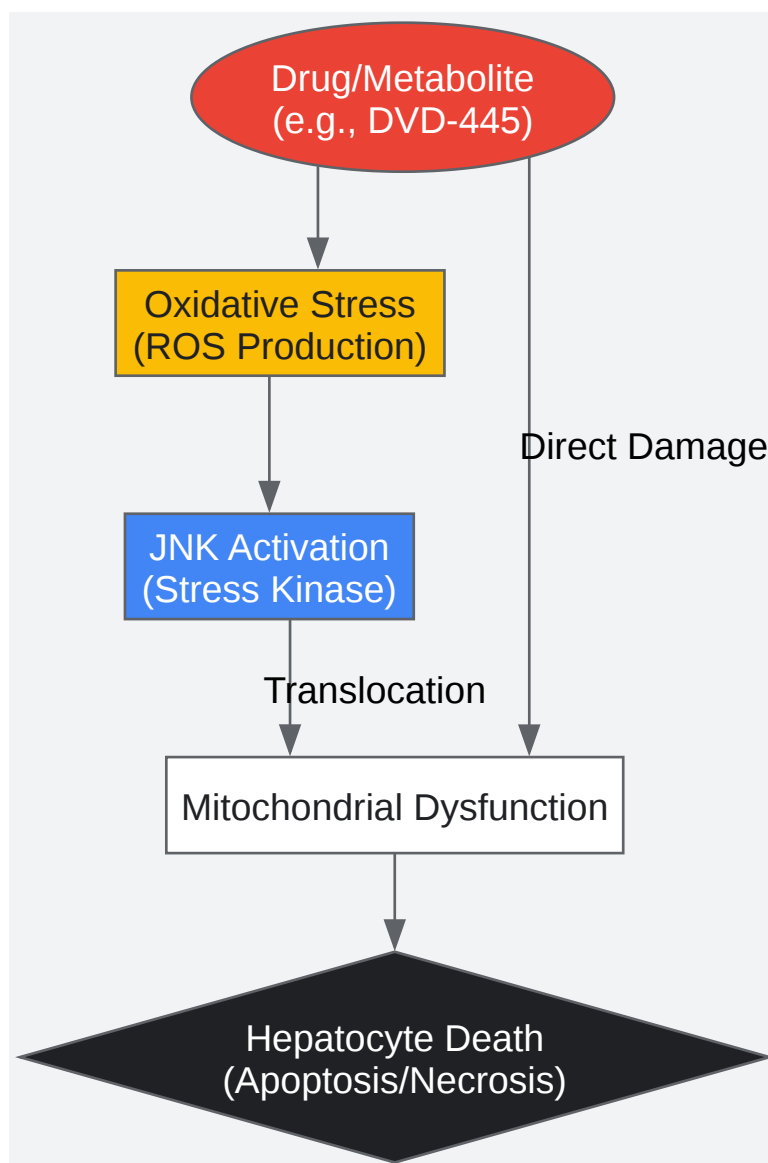 Drug/Metabolite
(e.g., DVD-445)
Oxidative Stress
(ROS Production)
Direct Damage
JNK Activation
(Stress Kinase)
Translocation
Mitochondrial Dysfunction
Hepatocyte Death
(Apoptosis/Necrosis)